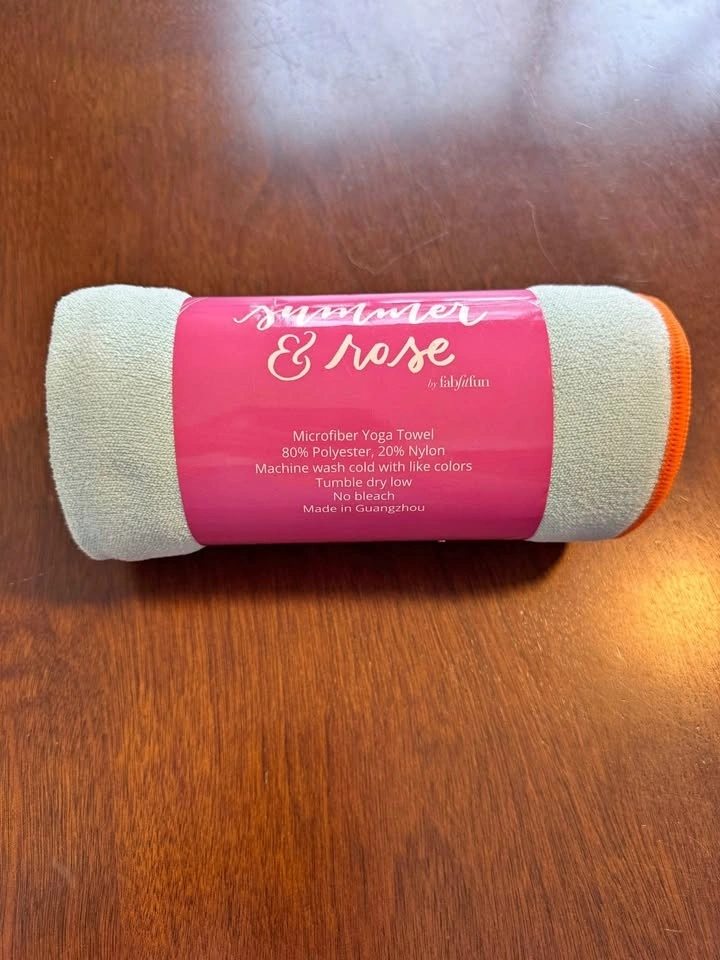 summer
& rose
by fabfitfun
Microfiber Yoga Towel
80% Polyester, 20% Nylon
Machine wash cold with like colors
Tumble dry low
No bleach
Made in Guangzhou